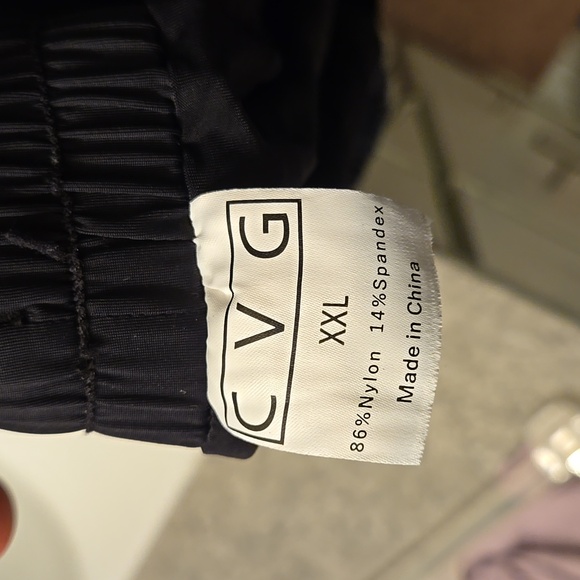 CVG
XXL
86%Nylon 14%Spandex
Made in China